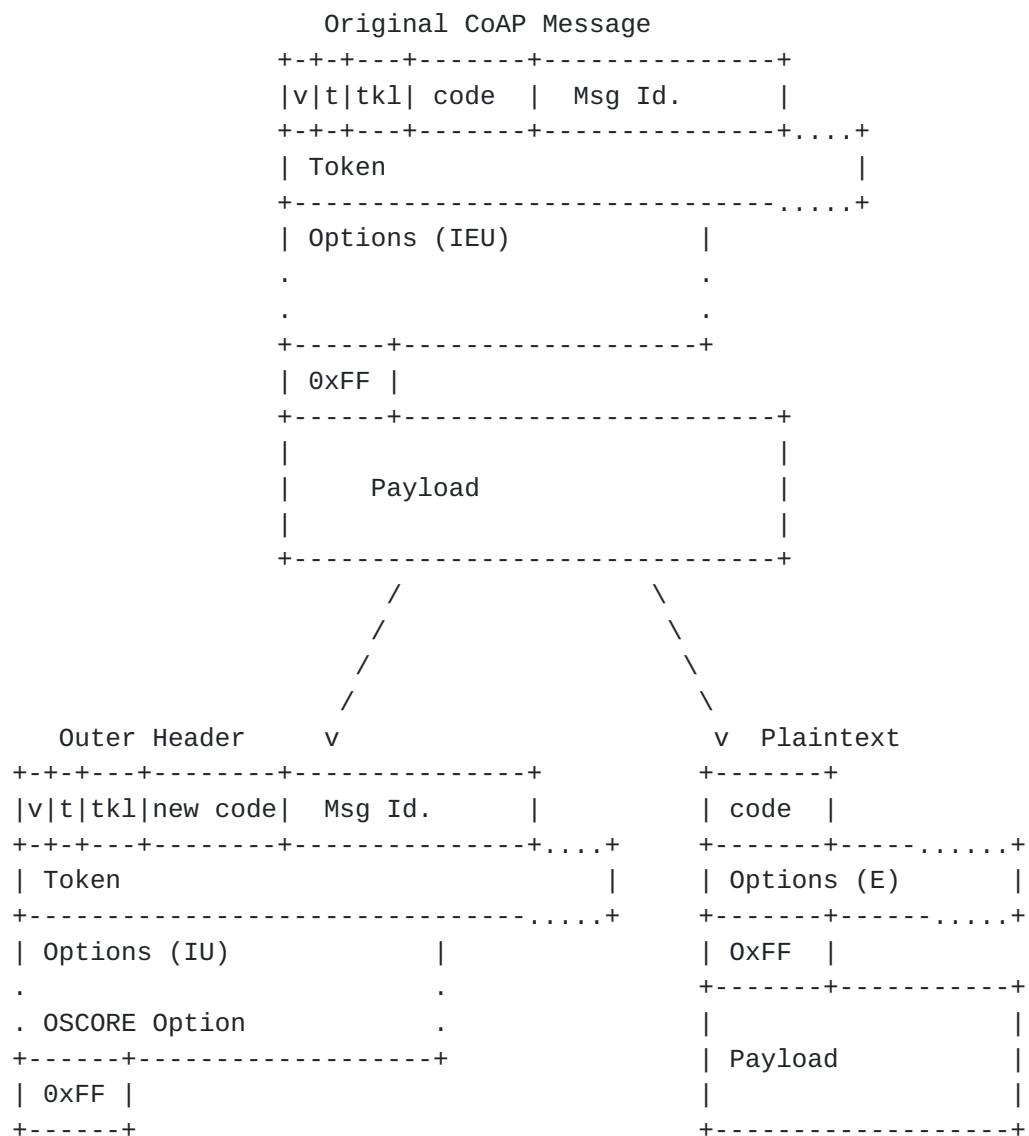 Original CoAP Message
|v|t|tkl| code | Msg Id. |
| Token |
| Options (IEU) |
| 0xFF |
| Payload |
Outer Header v v Plaintext
|v|t|tkl|new code| Msg Id. | | code |
| Token | | Options (E) |
| Options (IU) | | OxFF |
. OSCORE Option .
| Payload |
| 0xFF |